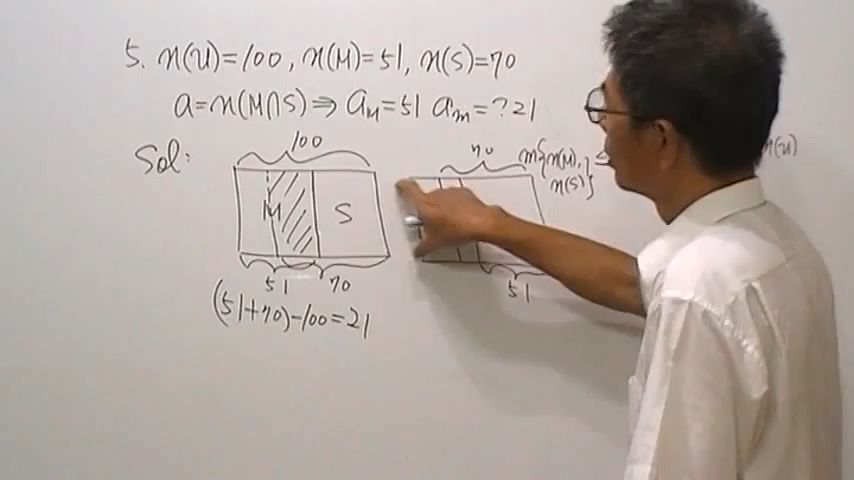 5. n(U)=100, n(M)=51, n(S)=70
a=n(M∩S)⇒ a_M=51 a_m=?21
Sol:
100
M
S
51
70
(51+70)-100=21
70
m{n(M), n(S)} ≤
n(U)
51